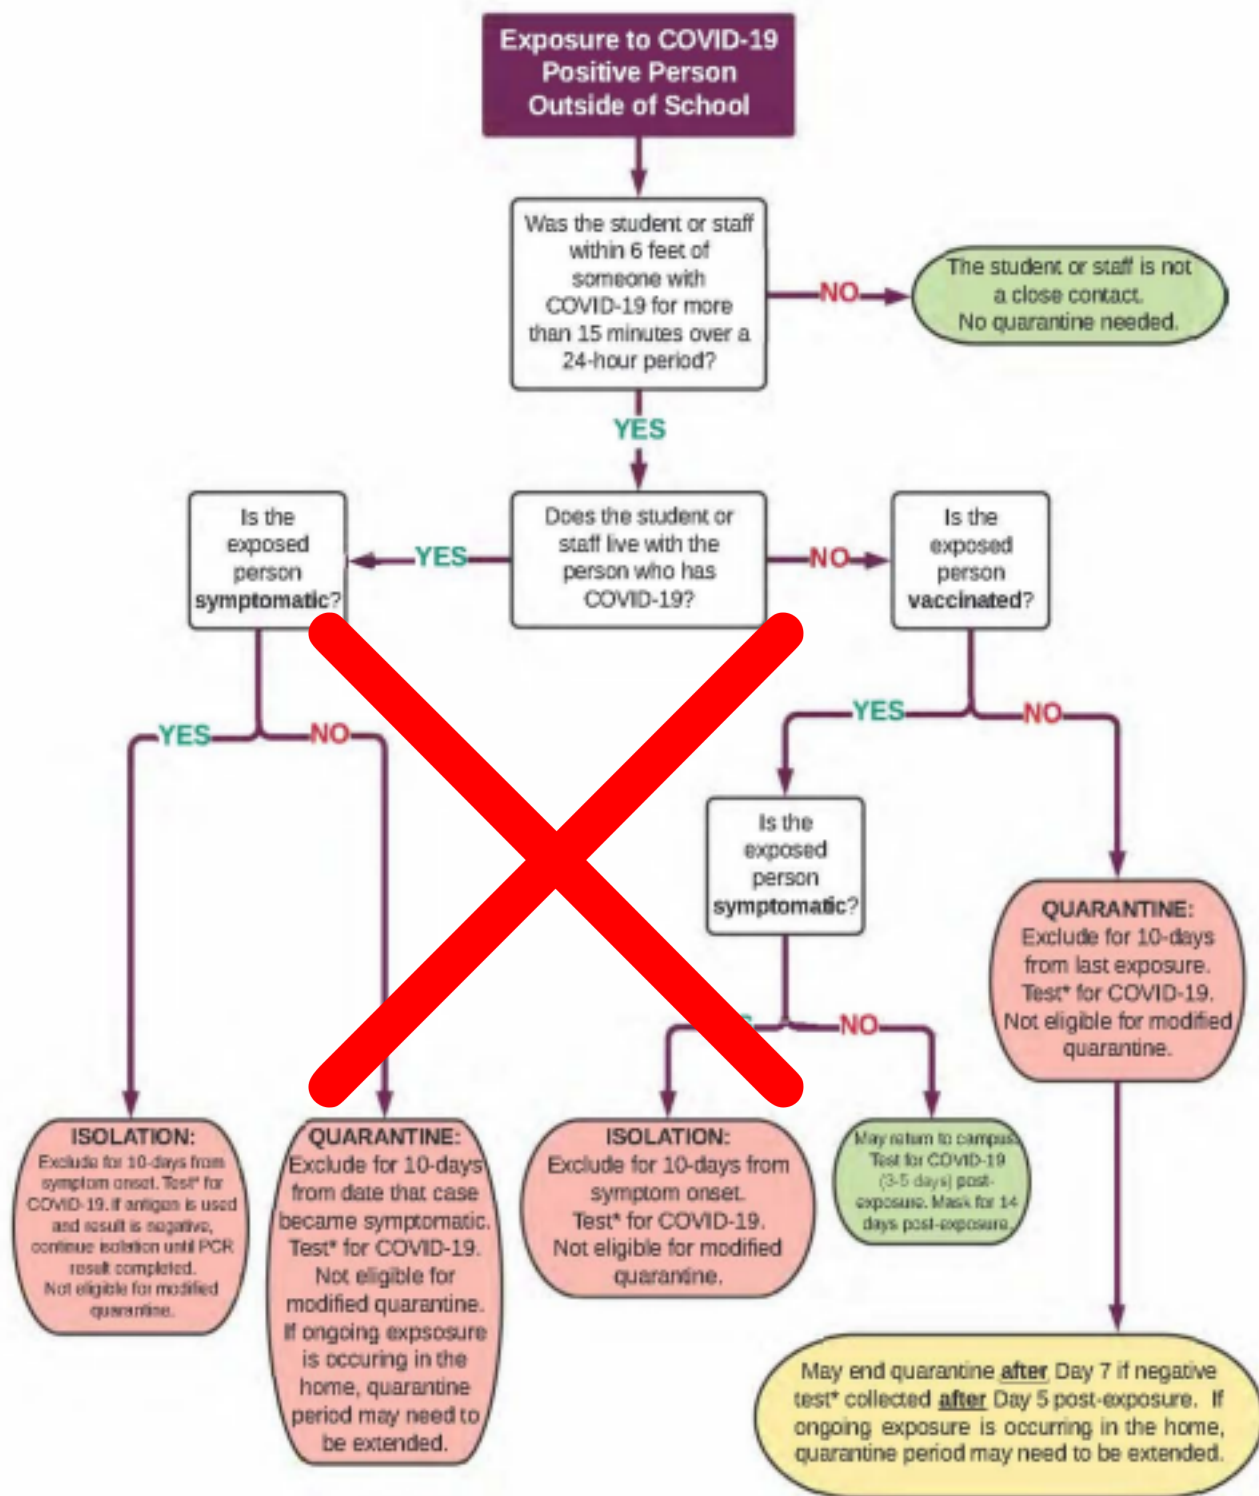 Exposure to COVID-19
Positive Person
Outside of School
Was the student or staff
within 6 feet of
someone with
COVID-19 for more
than 15 minutes over a
24-hour period?
NO
The student or staff is not
a close contact.
No quarantine needed.
YES
Is the
exposed
person
symptomatic?
YES
Does the student or
staff live with the
person who has
COVID-19?
NO
Is the
exposed
person
vaccinated?
YES
NO
YES
NO
Is the
exposed
person
symptomatic?
QUARANTINE:
Exclude for 10-days
from last exposure.
Test* for COVID-19.
Not eligible for modified
quarantine.
NO
ISOLATION:
Exclude for 10-days from
symptom onset. Test* for
COVID-19. If antigen is used
and result is negative,
continue isolation until PCR
result completed.
Not eligible for modified
quarantine.
QUARANTINE:
Exclude for 10-days
from date that case
became symptomatic.
Test* for COVID-19.
Not eligible for
modified quarantine.
If ongoing expsosure
is occuring in the
home, quarantine
period may need to
be extended.
ISOLATION:
Exclude for 10-days from
symptom onset.
Test* for COVID-19.
Not eligible for modified
quarantine.
May return to campus.
Test for COVID-19
(3-5 days) post-
exposure. Mask for 14
days post-exposure.
May end quarantine after Day 7 if negative
test* collected after Day 5 post-exposure. If
ongoing exposure is occurring in the home,
quarantine period may need to be extended.